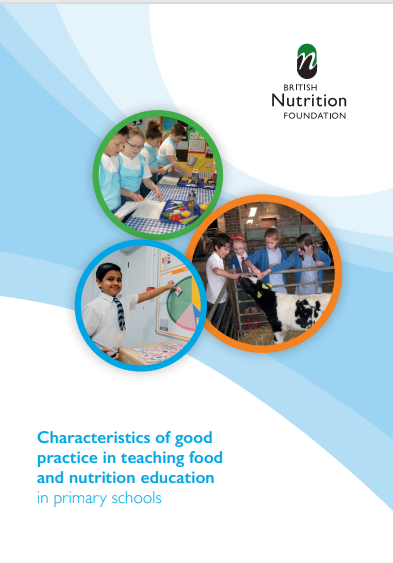 BRITISH
Nutrition
FOUNDATION
Characteristics of good
practice in teaching food
and nutrition education
in primary schools